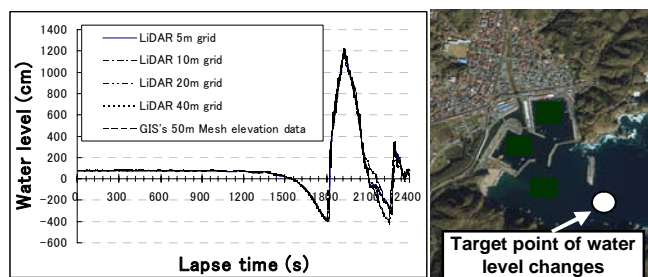 1400
1200
1000
800
600
400
200
0
−200
−400
−600
Water level (cm)
LiDAR 5m grid
LiDAR 10m grid
LiDAR 20m grid
LiDAR 40m grid
GIS's 50m Mesh elevation data
0 300 600 900 1200 1500 1800 2100 2400
Lapse time (s)
Target point of water
level changes